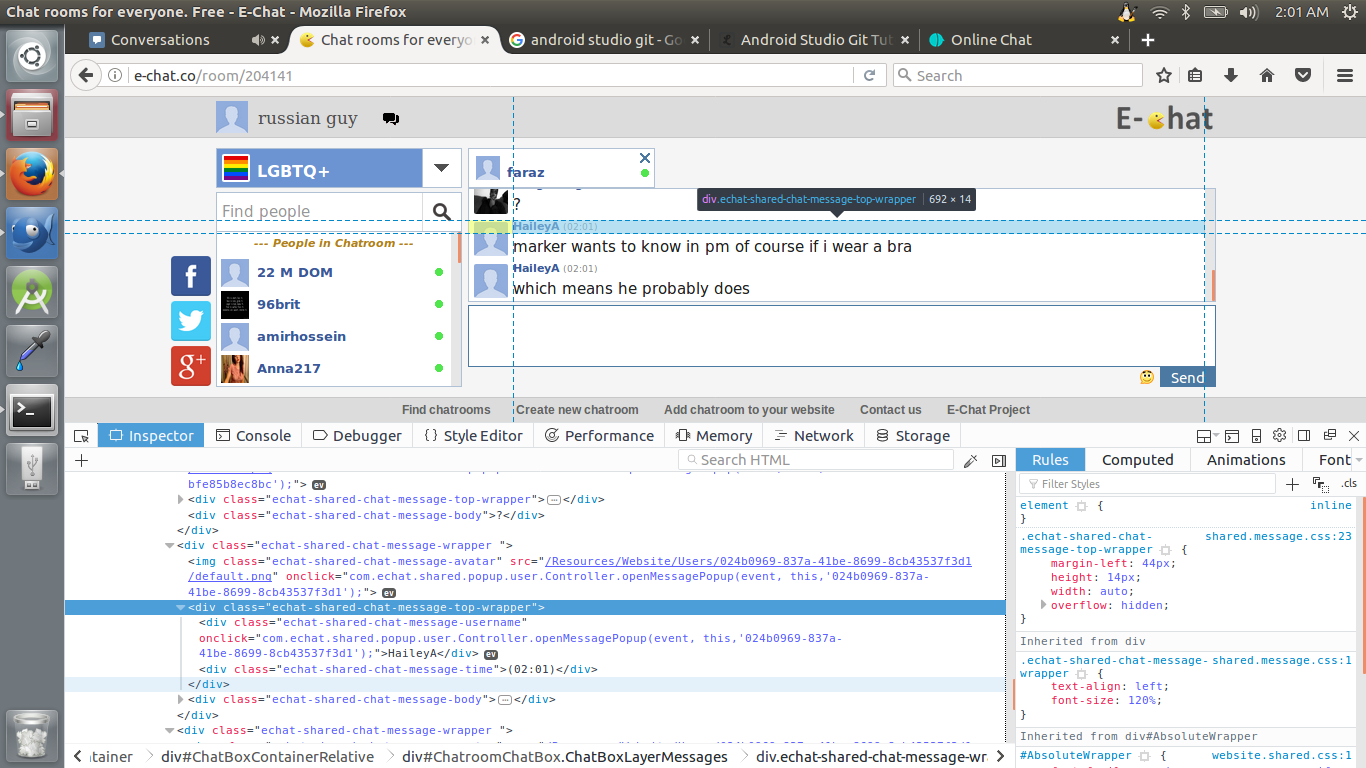 Chat rooms for everyone. Free - E-Chat - Mozilla Firefox
2:01 AM
Conversations
Chat rooms for everyo
android studio git - Go
Android Studio Git Tut
Online Chat
e-chat.co/room/204141
Search
russian guy
E-chat
LGBTQ+
faraz
Find people
?
div.echat-shared-chat-message-top-wrapper | 692 × 14
HaileyA (02:01)
marker wants to know in pm of course if i wear a bra
HaileyA (02:01)
which means he probably does
--- People in Chatroom ---
22 M DOM
96brit
amirhossein
Anna217
Send
Find chatrooms
Create new chatroom
Add chatroom to your website
Contact us
E-Chat Project
Inspector
Console
Debugger
Style Editor
Performance
Memory
Network
Storage
Search HTML
bfe85b8ec8bc');"> ev
<div class="echat-shared-chat-message-top-wrapper"></div>
<div class="echat-shared-chat-message-body">?</div>
</div>
<div class="echat-shared-chat-message-wrapper ">
<img class="echat-shared-chat-message-avatar" src="/Resources/Website/Users/024b0969-837a-41be-8699-8cb43537f3d1
/default.png" onclick="com.echat.shared.popup.user.Controller.openMessagePopup(event, this,'024b0969-837a-
41be-8699-8cb43537f3d1');"> ev
<div class="echat-shared-chat-message-top-wrapper">
<div class="echat-shared-chat-message-username"
onclick="com.echat.shared.popup.user.Controller.openMessagePopup(event, this,'024b0969-837a-
41be-8699-8cb43537f3d1');">HaileyA</div> ev
<div class="echat-shared-chat-message-time">(02:01)</div>
</div>
<div class="echat-shared-chat-message-body"></div>
</div>
<div class="echat-shared-chat-message-wrapper ">
tainer
div#ChatBoxContainerRelative
div#ChatroomChatBox.ChatBoxLayerMessages
div.echat-shared-chat-message-wr
Rules
Computed
Animations
Font
Filter Styles
.cls
element {
inline
}
.echat-shared-chat-
message-top-wrapper {
shared.message.css:23
margin-left: 44px;
height: 14px;
width: auto;
overflow: hidden;
}
Inherited from div
.echat-shared-chat-message-
wrapper {
shared.message.css:1
text-align: left;
font-size: 120%;
}
Inherited from div#AbsoluteWrapper
#AbsoluteWrapper {
website.shared.css:1